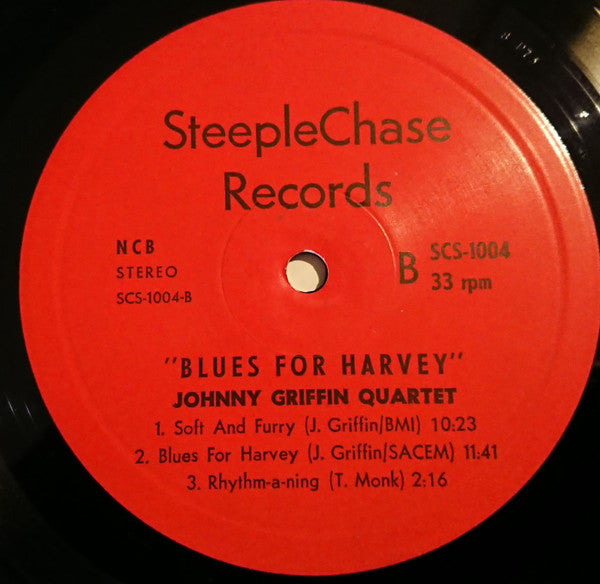 SteepleChase
Records
NCB
STEREO
SCS-1004-B
B
SCS-1004
33 rpm
"BLUES FOR HARVEY"
JOHNNY GRIFFIN QUARTET
1. Soft And Furry (J. Griffin/BMI) 10:23
2. Blues For Harvey (J. Griffin/SACEM) 11:41
3. Rhythm-a-ning (T. Monk) 2:16